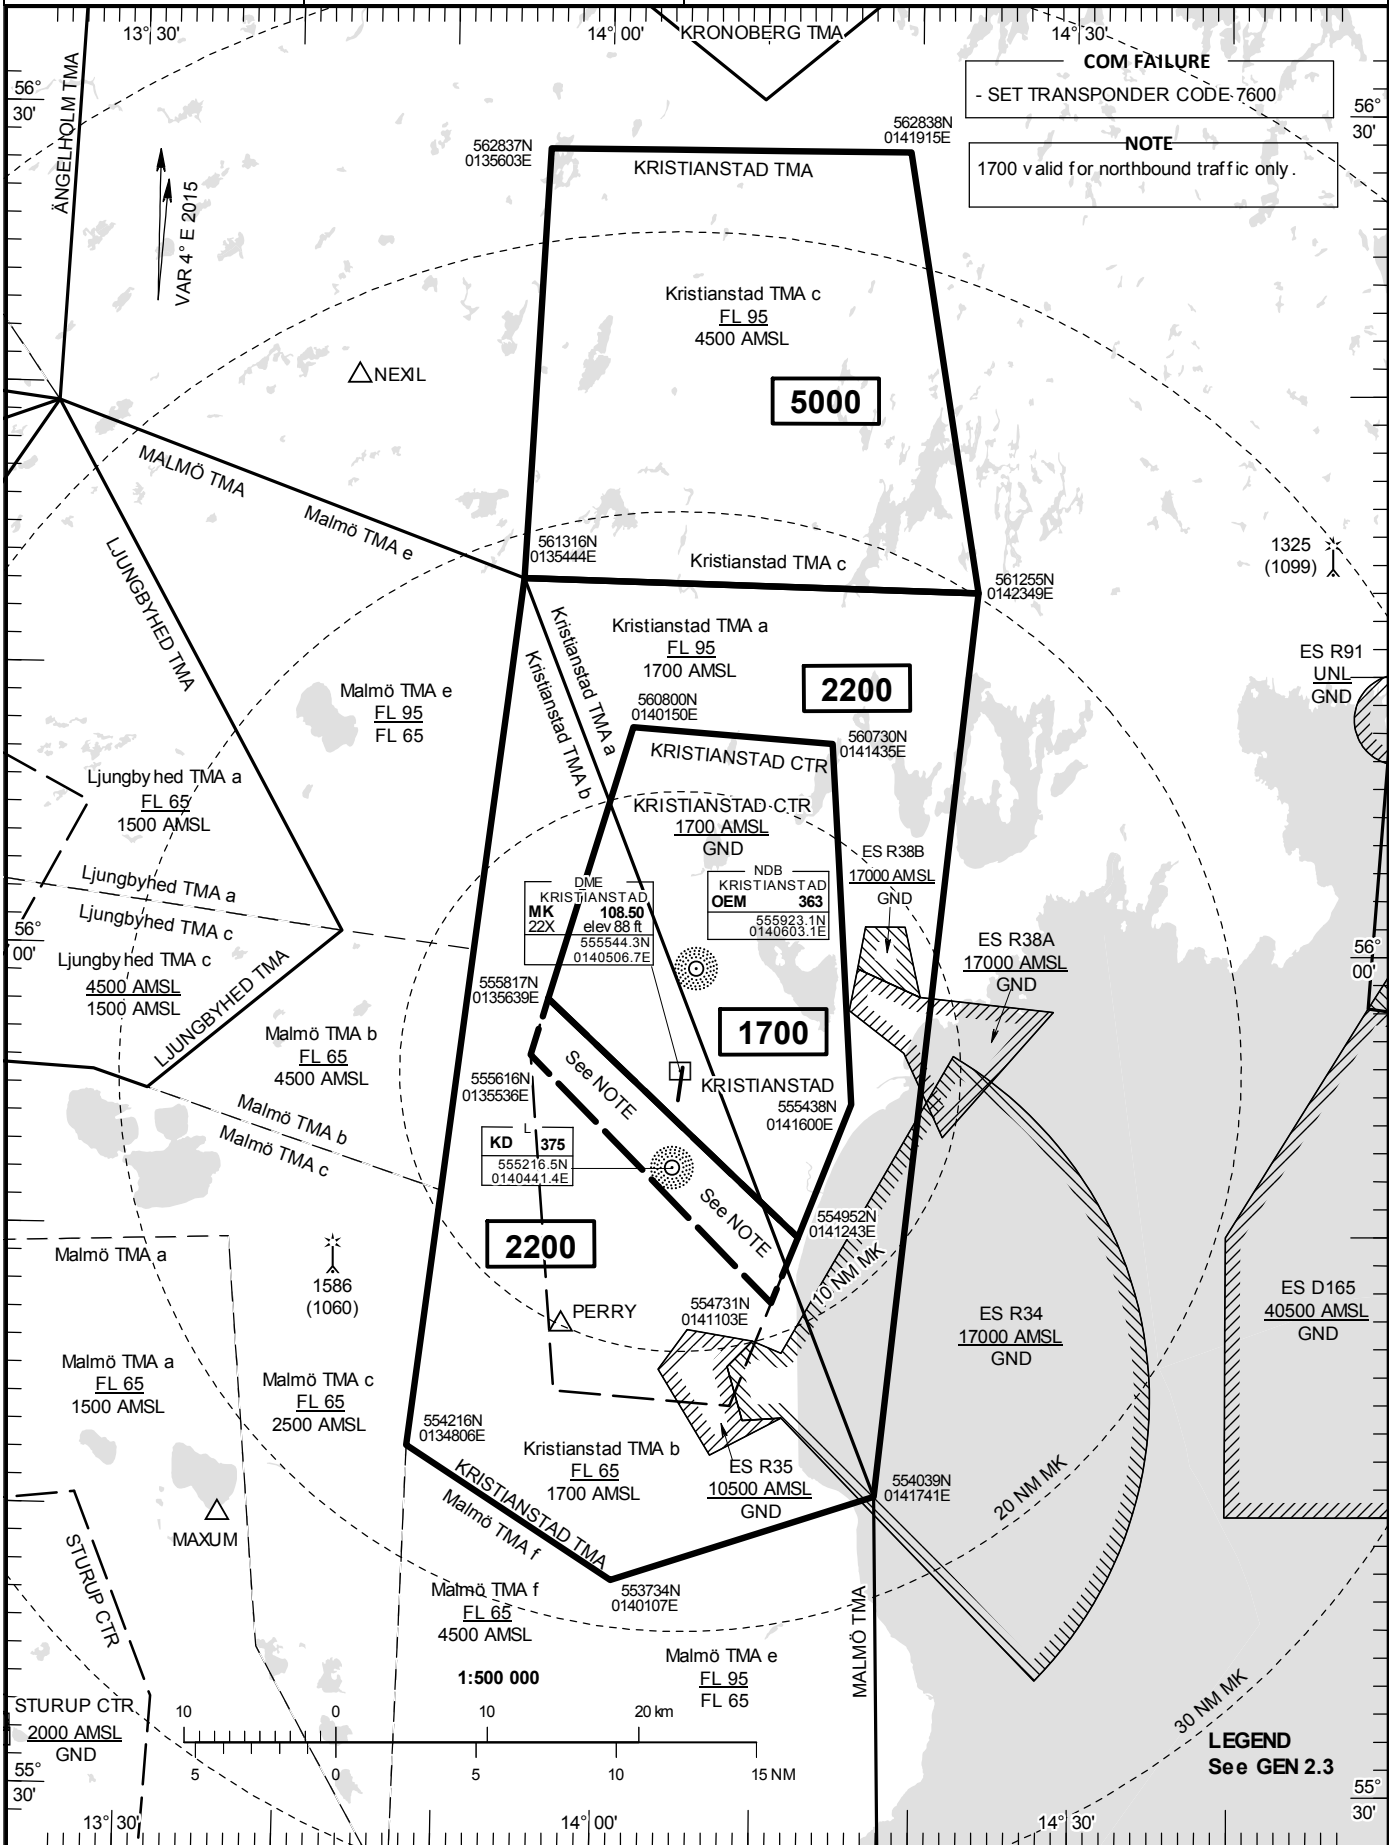 13° 30'
14° 00'
14° 30'
KRONOBERG TMA
ÄNGELHOLM TMA
56°
30'
56°
30'
COM FAILURE
- SET TRANSPONDER CODE 7600
NOTE
1700 valid for northbound traffic only.
562837N
0135603E
562838N
0141915E
KRISTIANSTAD TMA
VAR 4° E 2015
Kristianstad TMA c
FL 95
4500 AMSL
NEXIL
5000
MALMÖ TMA
Malmö TMA e
561316N
0135444E
Kristianstad TMA c
561255N
0142349E
1325
(1099)
LJUNGBYHED TMA
Kristianstad TMA a
Kristianstad TMA b
Kristianstad TMA a
FL 95
1700 AMSL
2200
ES R91
UNL
GND
Malmö TMA e
FL 95
FL 65
560800N
0140150E
560730N
0141435E
KRISTIANSTAD CTR
Ljungbyhed TMA a
FL 65
1500 AMSL
KRISTIANSTAD CTR
1700 AMSL
GND
ES R38B
17000 AMSL
GND
Ljungbyhed TMA a
Ljungbyhed TMA c
DME
KRISTIANSTAD
MK 108.50
22X elev 88 ft
555544.3N
0140506.7E
NDB
KRISTIANSTAD
OEM 363
555923.1N
0140603.1E
56°
00'
56°
00'
Ljungbyhed TMA c
4500 AMSL
1500 AMSL
LJUNGBYHED TMA
ES R38A
17000 AMSL
GND
555817N
0135639E
1700
Malmö TMA b
FL 65
4500 AMSL
See NOTE
555616N
0135536E
KRISTIANSTAD
555438N
0141600E
Malmö TMA b
Malmö TMA c
L
KD 375
555216.5N
0140441.4E
See NOTE
554952N
0141243E
2200
Malmö TMA a
1586
(1060)
10 NM MK
PERRY
554731N
0141103E
ES R34
17000 AMSL
GND
ES D165
40500 AMSL
GND
Malmö TMA a
FL 65
1500 AMSL
Malmö TMA c
FL 65
2500 AMSL
554216N
0134806E
Kristianstad TMA b
FL 65
1700 AMSL
KRISTIANSTAD TMA
Malmö TMA f
ES R35
10500 AMSL
GND
554039N
0141741E
20 NM MK
MAXUM
STURUP CTR
553734N
0140107E
Malmö TMA f
FL 65
4500 AMSL
MALMÖ TMA
Malmö TMA e
FL 95
FL 65
1:500 000
30 NM MK
STURUP CTR
2000 AMSL
GND
10 0 10 20 km
5 0 5 10 15 NM
LEGEND
See GEN 2.3
55°
30'
55°
30'
13° 30'
14° 00'
14° 30'